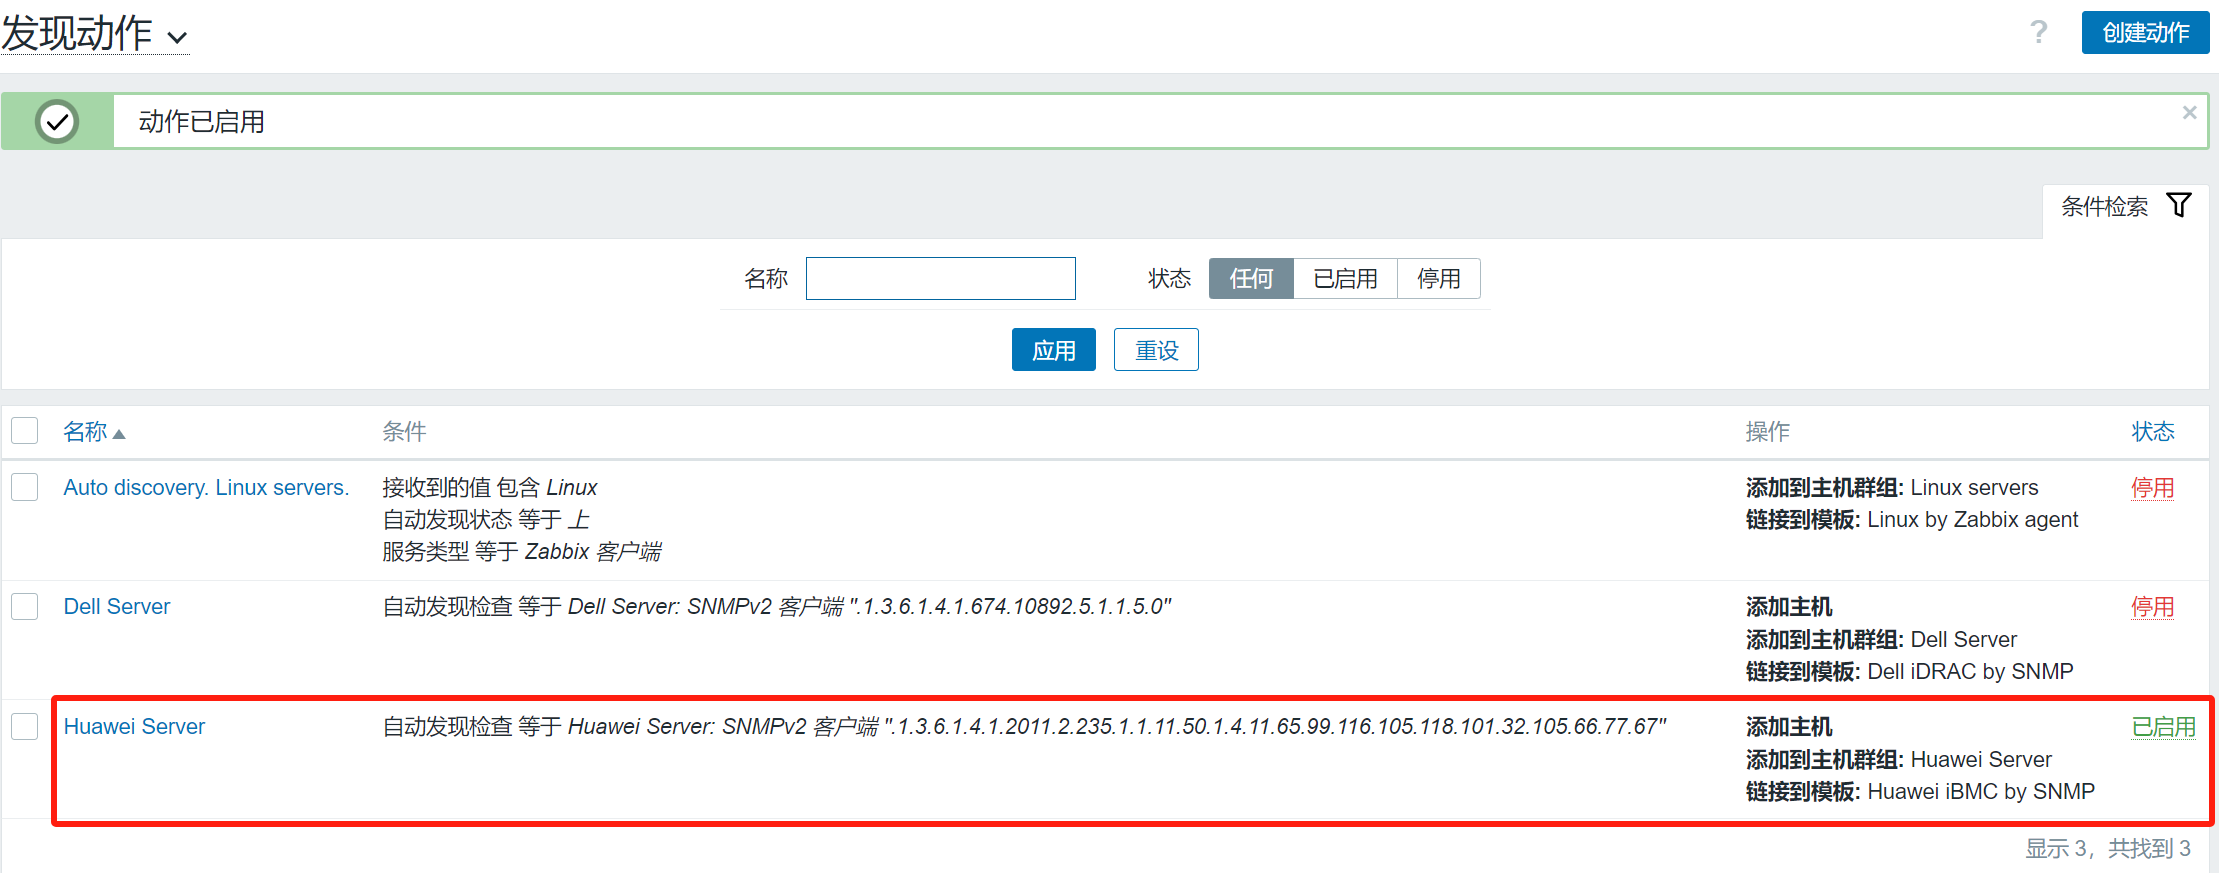 发现动作
?
创建动作
动作已启用
×
条件检索
名称 状态 任何 已启用 停用
应用 重设
名称 条件 操作 状态
Auto discovery. Linux servers. 接收到的值 包含 Linux 添加到主机群组: Linux servers 停用
自动发现状态 等于 上 链接到模板: Linux by Zabbix agent
服务类型 等于 Zabbix 客户端
Dell Server 自动发现检查 等于 Dell Server: SNMPv2 客户端 ".1.3.6.1.4.1.674.10892.5.1.1.5.0" 添加主机 停用
添加到主机群组: Dell Server
链接到模板: Dell iDRAC by SNMP
Huawei Server 自动发现检查 等于 Huawei Server: SNMPv2 客户端 ".1.3.6.1.4.1.2011.2.235.1.1.11.50.1.4.11.65.99.116.105.118.101.32.105.66.77.67" 添加主机 已启用
添加到主机群组: Huawei Server
链接到模板: Huawei iBMC by SNMP
显示 3，共找到 3